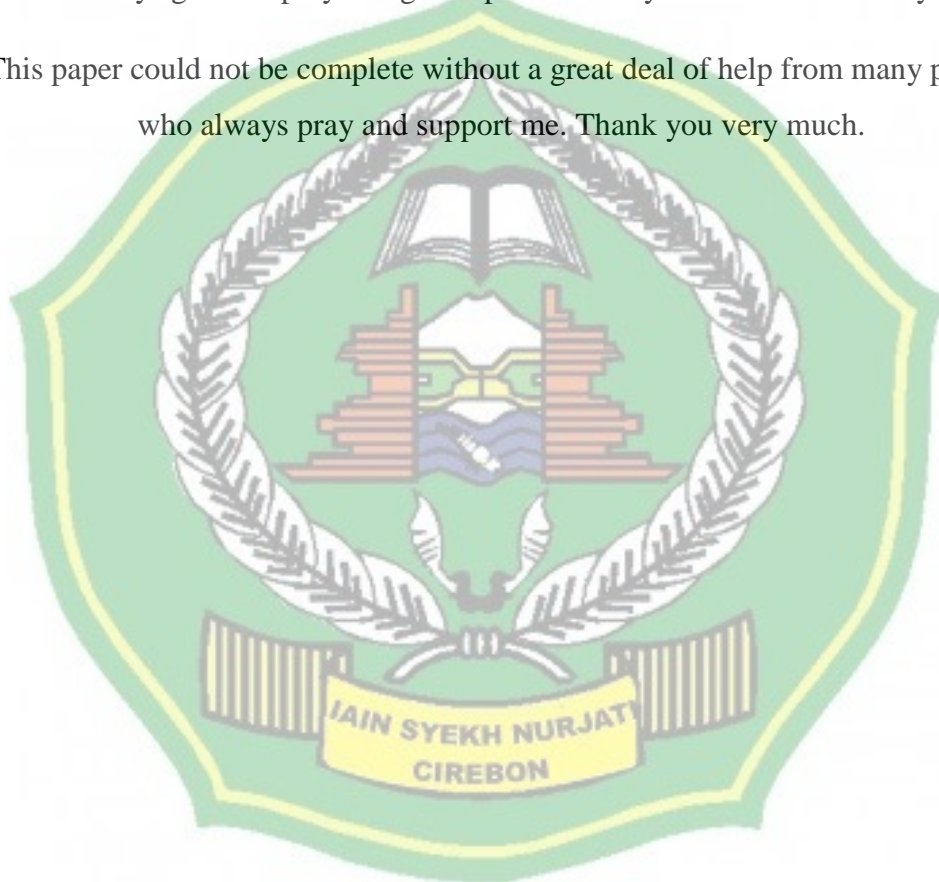 This paper could not be complete without a great deal of help from many
who always pray and support me. Thank you very much.
IAIN SYEKH NURJATI
CIREBON